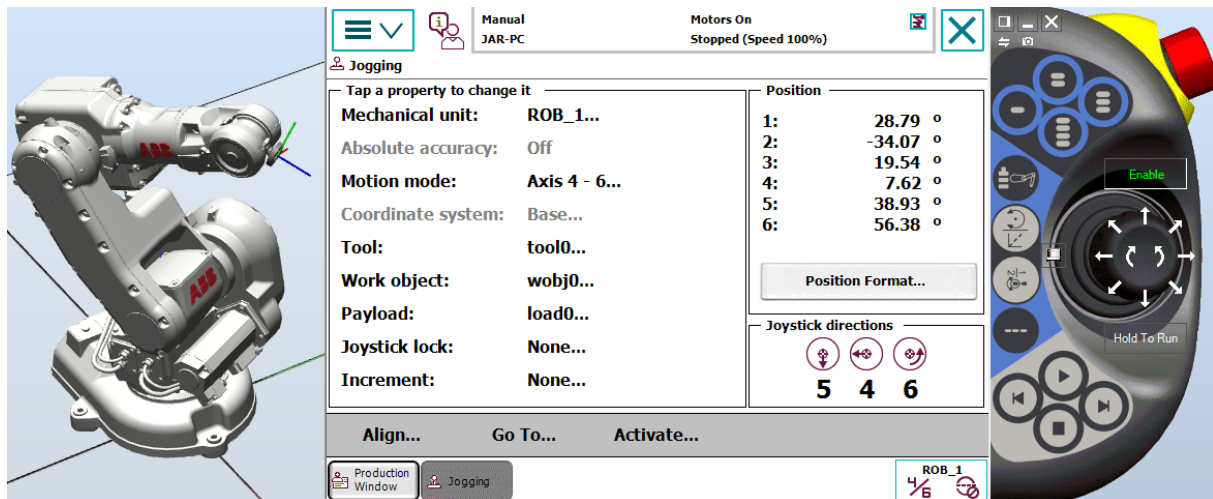 ABB
ABB
Manual
JAR-PC
Motors On
Stopped (Speed 100%)
Jogging
Tap a property to change it
Mechanical unit: ROB_1...
Absolute accuracy: Off
Motion mode: Axis 4 - 6...
Coordinate system: Base...
Tool: tool0...
Work object: wobj0...
Payload: load0...
Joystick lock: None...
Increment: None...
Position
1: 28.79 º
2: -34.07 º
3: 19.54 º
4: 7.62 º
5: 38.93 º
6: 56.38 º
Position Format...
Joystick directions
5 4 6
Align... Go To... Activate...
Production
Window
Jogging
ROB_1
4/6
Enable
Hold To Run